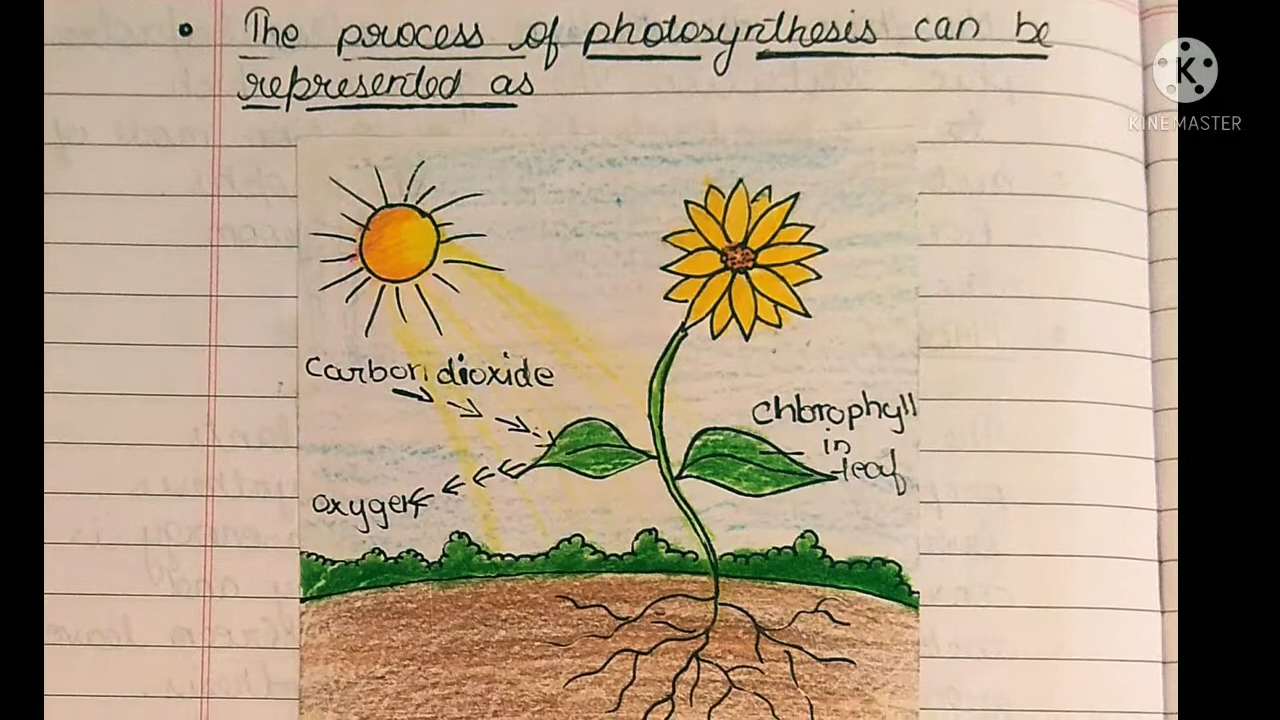 • The process of photosynthesis can be
represented as
K
KINEMASTER
carbon dioxide
chlorophyll
in
leaf
oxygen